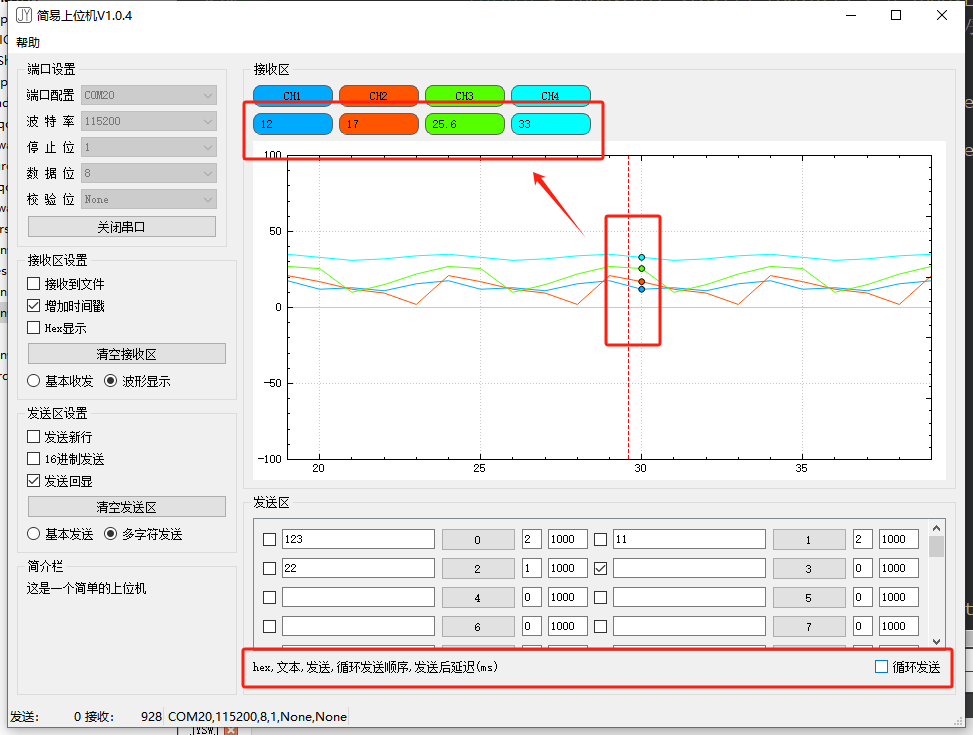 JY 简易上位机V1.0.4
帮助
端口设置
端口配置 COM20
波 特 率 115200
停 止 位 1
数 据 位 8
校 验 位 None
关闭串口
接收区设置
接收到文件
增加时间戳
Hex显示
清空接收区
基本收发 波形显示
发送区设置
发送新行
16进制发送
发送回显
清空发送区
基本发送 多字符发送
简介栏
这是一个简单的上位机
接收区
CH1 CH2 CH3 CH4
12 17 25.6 33
100
50
0
-50
-100
20 25 30 35
发送区
123 0 2 1000 11 1 2 1000
22 2 1 1000 3 0 1000
4 0 1000 5 0 1000
6 0 1000 7 0 1000
hex,文本,发送,循环发送顺序,发送后延迟(ms) 循环发送
发送: 0 接收: 928 COM20,115200,8,1,None,None